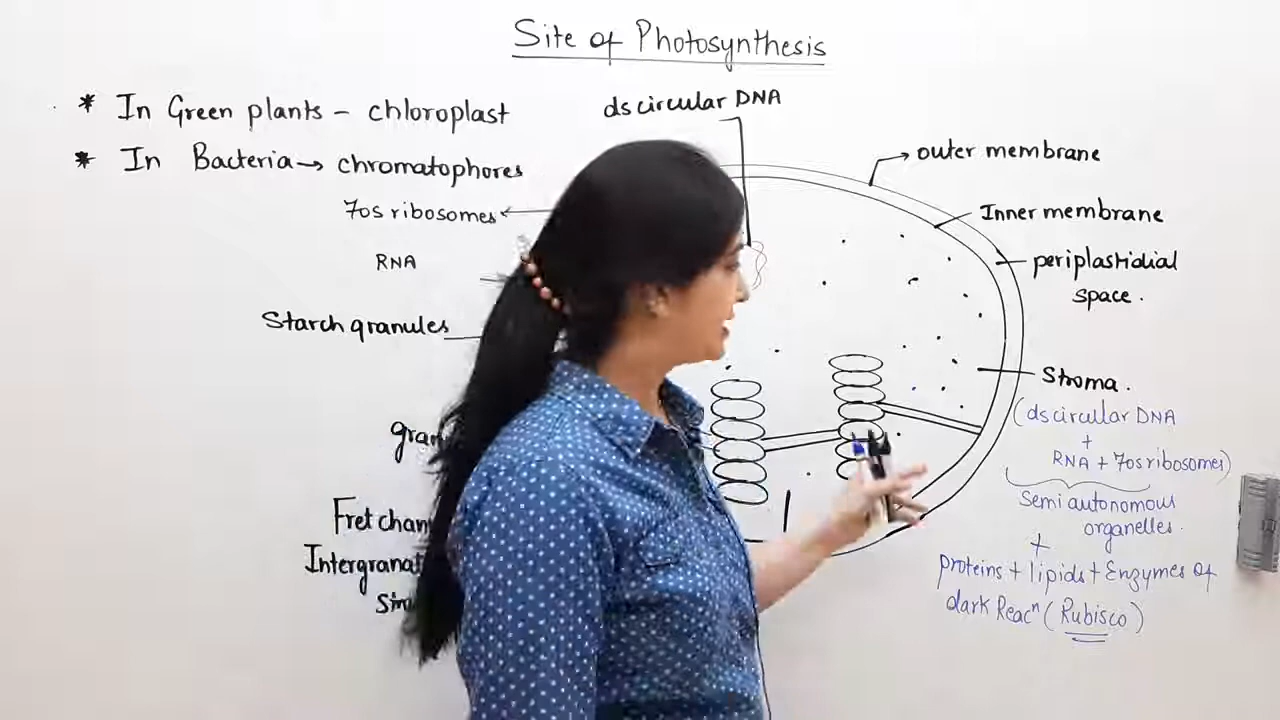 Site of Photosynthesis
* In Green plants - chloroplast
* In Bacteria → chromatophores
ds circular DNA
70s ribosomes
RNA
Starch granules
Fret
outer membrane
Inner membrane
periplastidial
space.
Stroma.
(ds circular DNA
+
RNA + 70s ribosomes)
Semi autonomous
organelles.
+
proteins + lipids + Enzymes of
dark Reacⁿ (Rubisco)